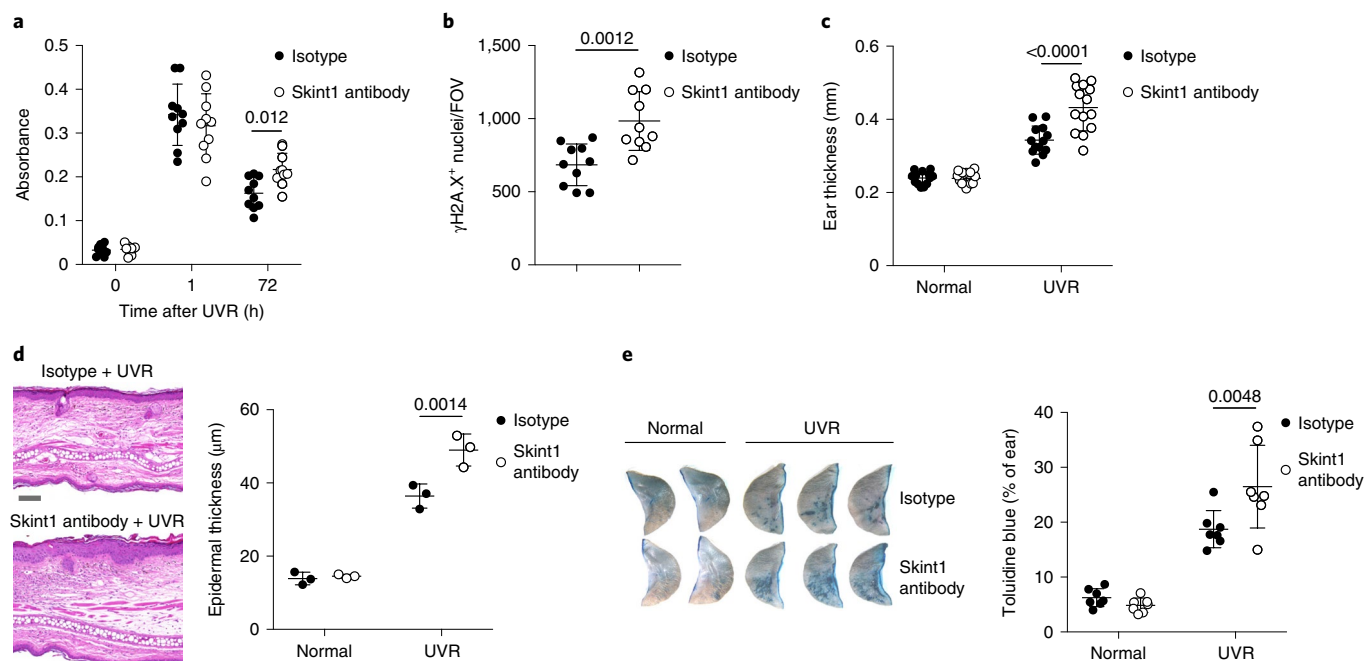 a
0.5
0.4
0.3
0.2
0.1
0
Absorbance
0.012
Isotype
Skint1 antibody
0
1
72
Time after UVR (h)
b
1,500
1,000
500
0
γH2A.X⁺ nuclei/FOV
0.0012
Isotype
Skint1 antibody
c
0.6
0.4
0.2
0
Ear thickness (mm)
<0.0001
Isotype
Skint1 antibody
Normal
UVR
d
Isotype + UVR
Skint1 antibody + UVR
60
40
20
0
Epidermal thickness (μm)
0.0014
Isotype
Skint1
antibody
Normal
UVR
e
Normal
UVR
Isotype
Skint1
antibody
40
30
20
10
0
Toluidine blue (% of ear)
0.0048
Isotype
Skint1
antibody
Normal
UVR